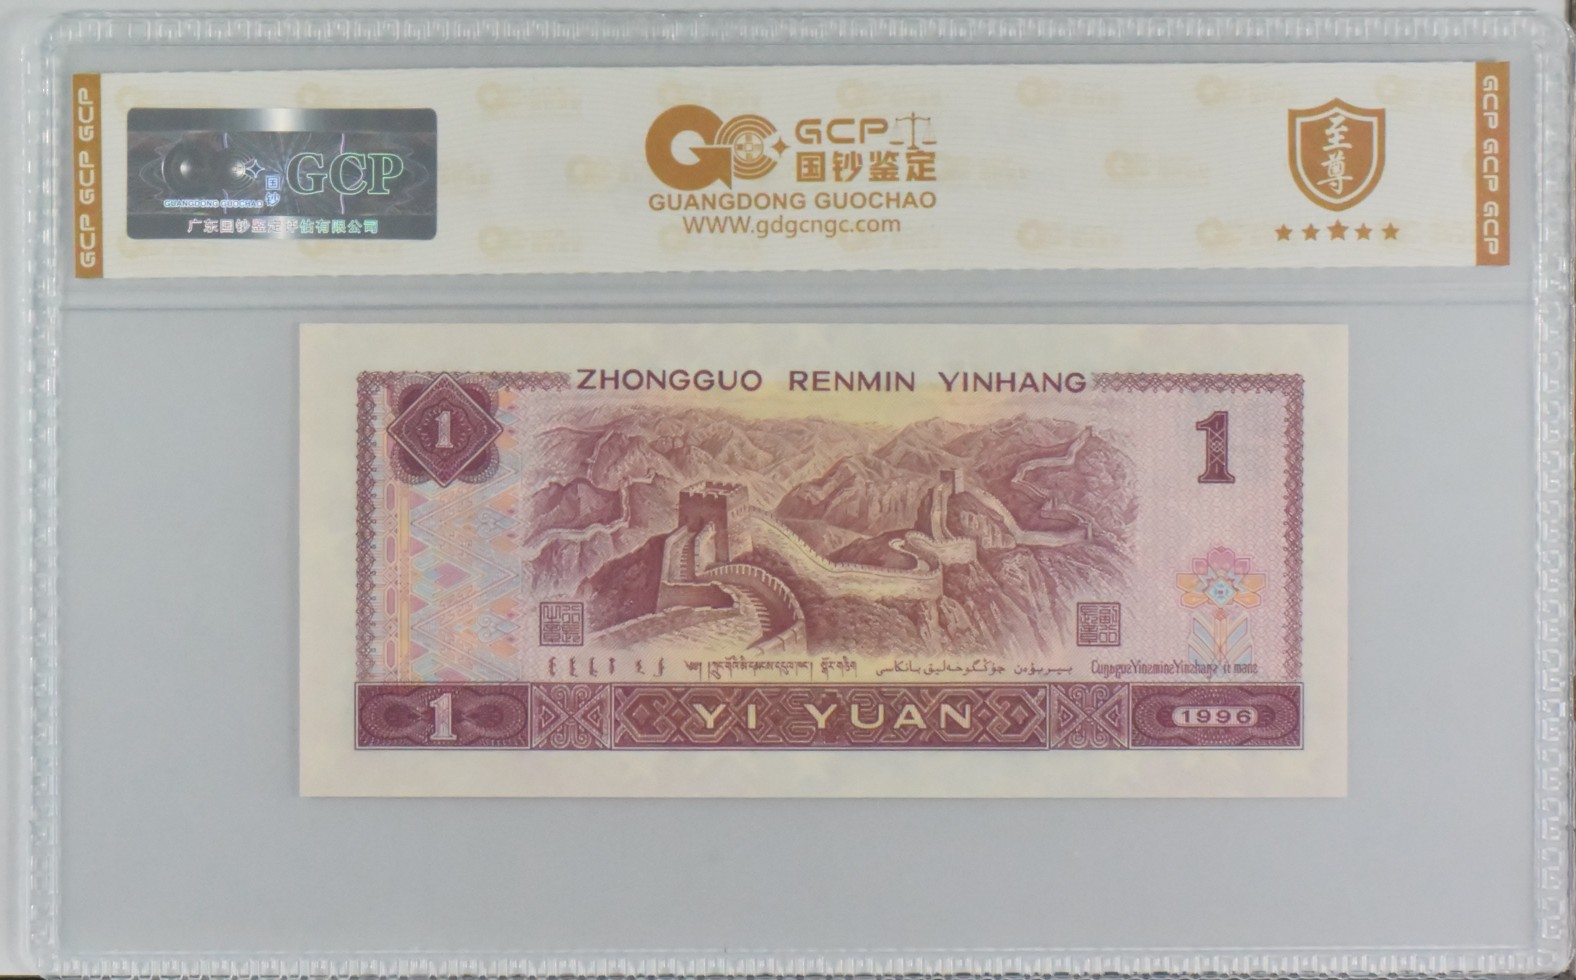 GCP GCP GCP
GCP
国钞
GUANGDONG GUOCHAO
广东国钞鉴定评估有限公司
GCP
国钞鉴定
GUANGDONG GUOCHAO
WWW.gdgcngc.com
至尊
GCP GCP GCP
ZHONGGUO RENMIN YINHANG
1
1
1
YI YUAN
1996